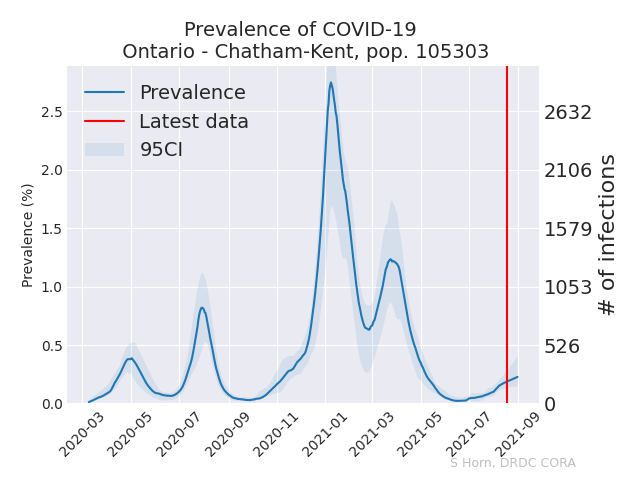 Prevalence of COVID-19
Ontario - Chatham-Kent, pop. 105303
Prevalence
Latest data
95CI
Prevalence (%)
2.5
2.0
1.5
1.0
0.5
0.0
2632
2106
1579
1053
526
0
# of infections
2020-03
2020-05
2020-07
2020-09
2020-11
2021-01
2021-03
2021-05
2021-07
2021-09
S Horn, DRDC CORA